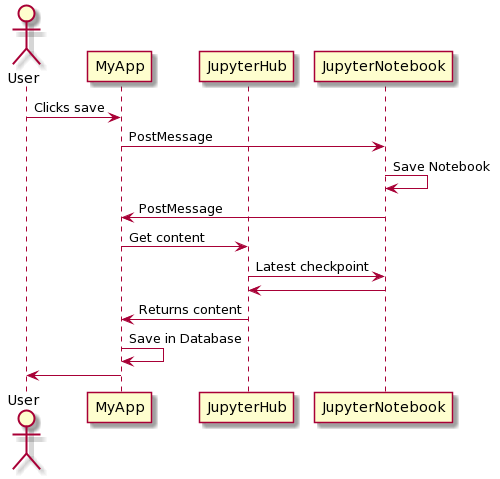 User
MyApp
JupyterHub
JupyterNotebook
Clicks save
PostMessage
Save Notebook
PostMessage
Get content
Latest checkpoint
Returns content
Save in Database
User
MyApp
JupyterHub
JupyterNotebook